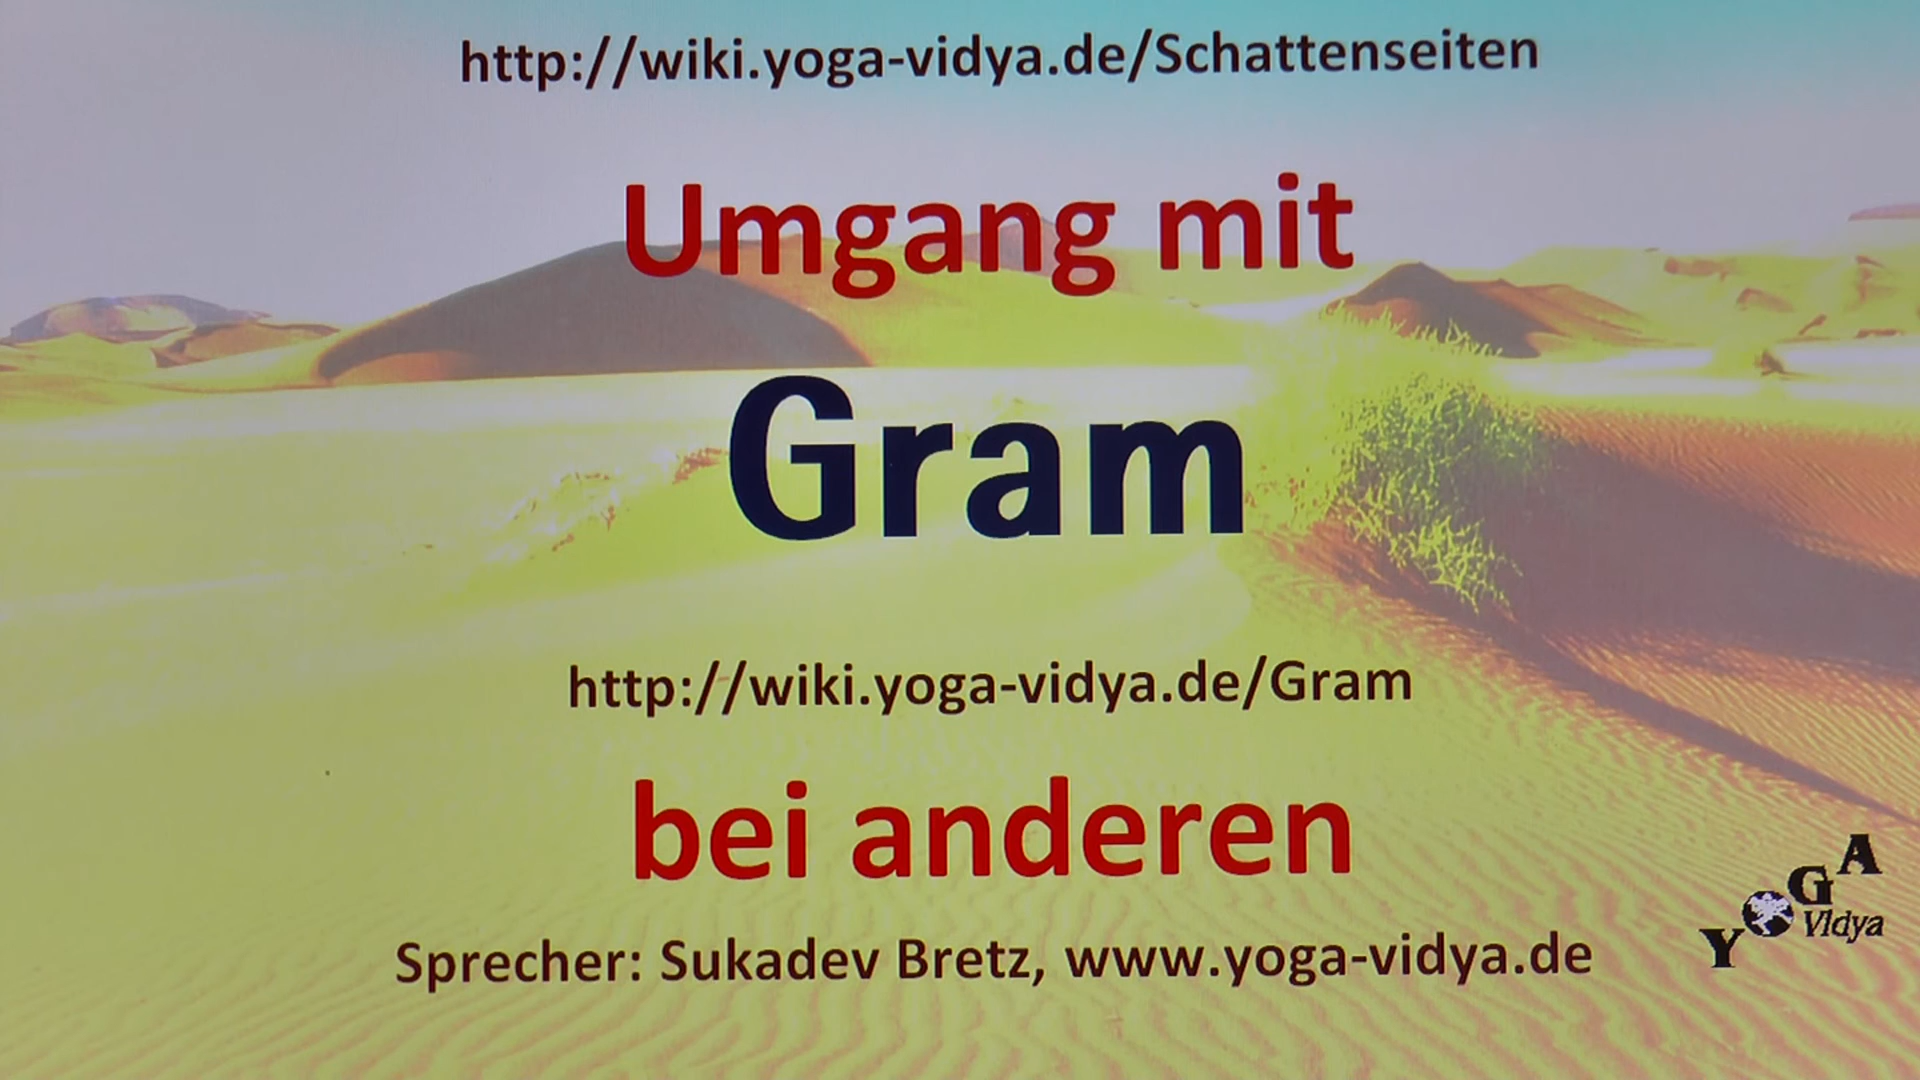 http://wiki.yoga-vidya.de/Schattenseiten
Umgang mit
Gram
http://wiki.yoga-vidya.de/Gram
bei anderen
YOGA
Vidya
Sprecher: Sukadev Bretz, www.yoga-vidya.de